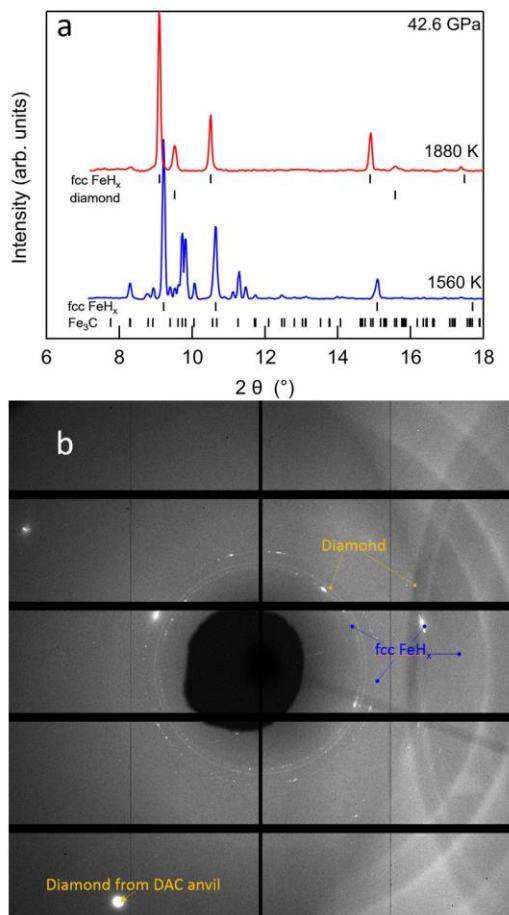 a
42.6 GPa
1880 K
fcc FeHₓ
diamond
1560 K
fcc FeHₓ
Fe₃C
6 8 10 12 14 16 18
2 θ (°)
Intensity (arb. units)
b
Diamond
fcc FeHₓ
Diamond from DAC anvil